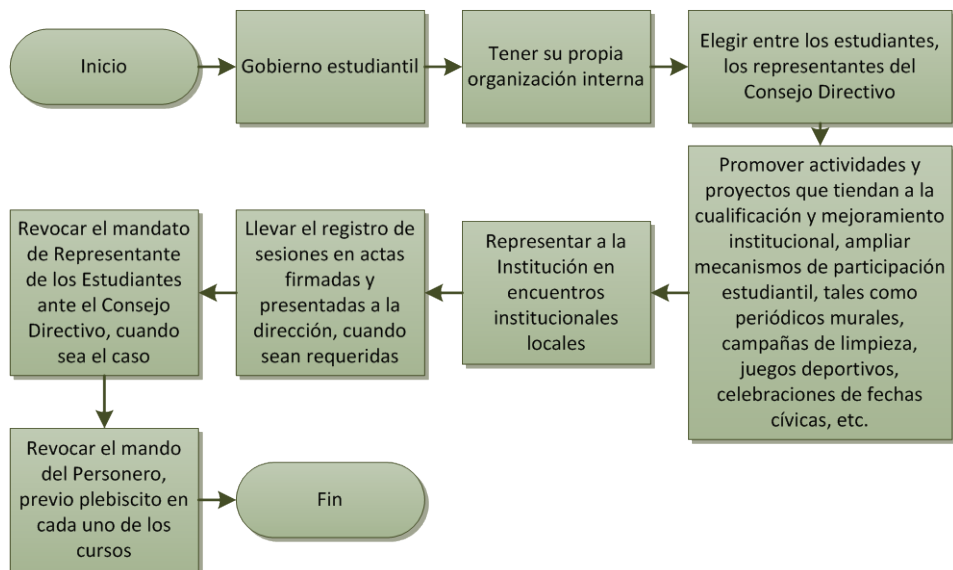 Inicio
Gobierno estudiantil
Tener su propia
organización interna
Elegir entre los estudiantes,
los representantes del
Consejo Directivo
Promover actividades y
proyectos que tiendan a la
cualificación y mejoramiento
institucional, ampliar
mecanismos de participación
estudiantil, tales como
periódicos murales,
campañas de limpieza,
juegos deportivos,
celebraciones de fechas
cívicas, etc.
Representar a la
Institución en
encuentros
institucionales
locales
Llevar el registro de
sesiones en actas
firmadas y
presentadas a la
dirección, cuando
sean requeridas
Revocar el mandato
de Representante
de los Estudiantes
ante el Consejo
Directivo, cuando
sea el caso
Revocar el mando
del Personero,
previo plebiscito en
cada uno de los
cursos
Fin